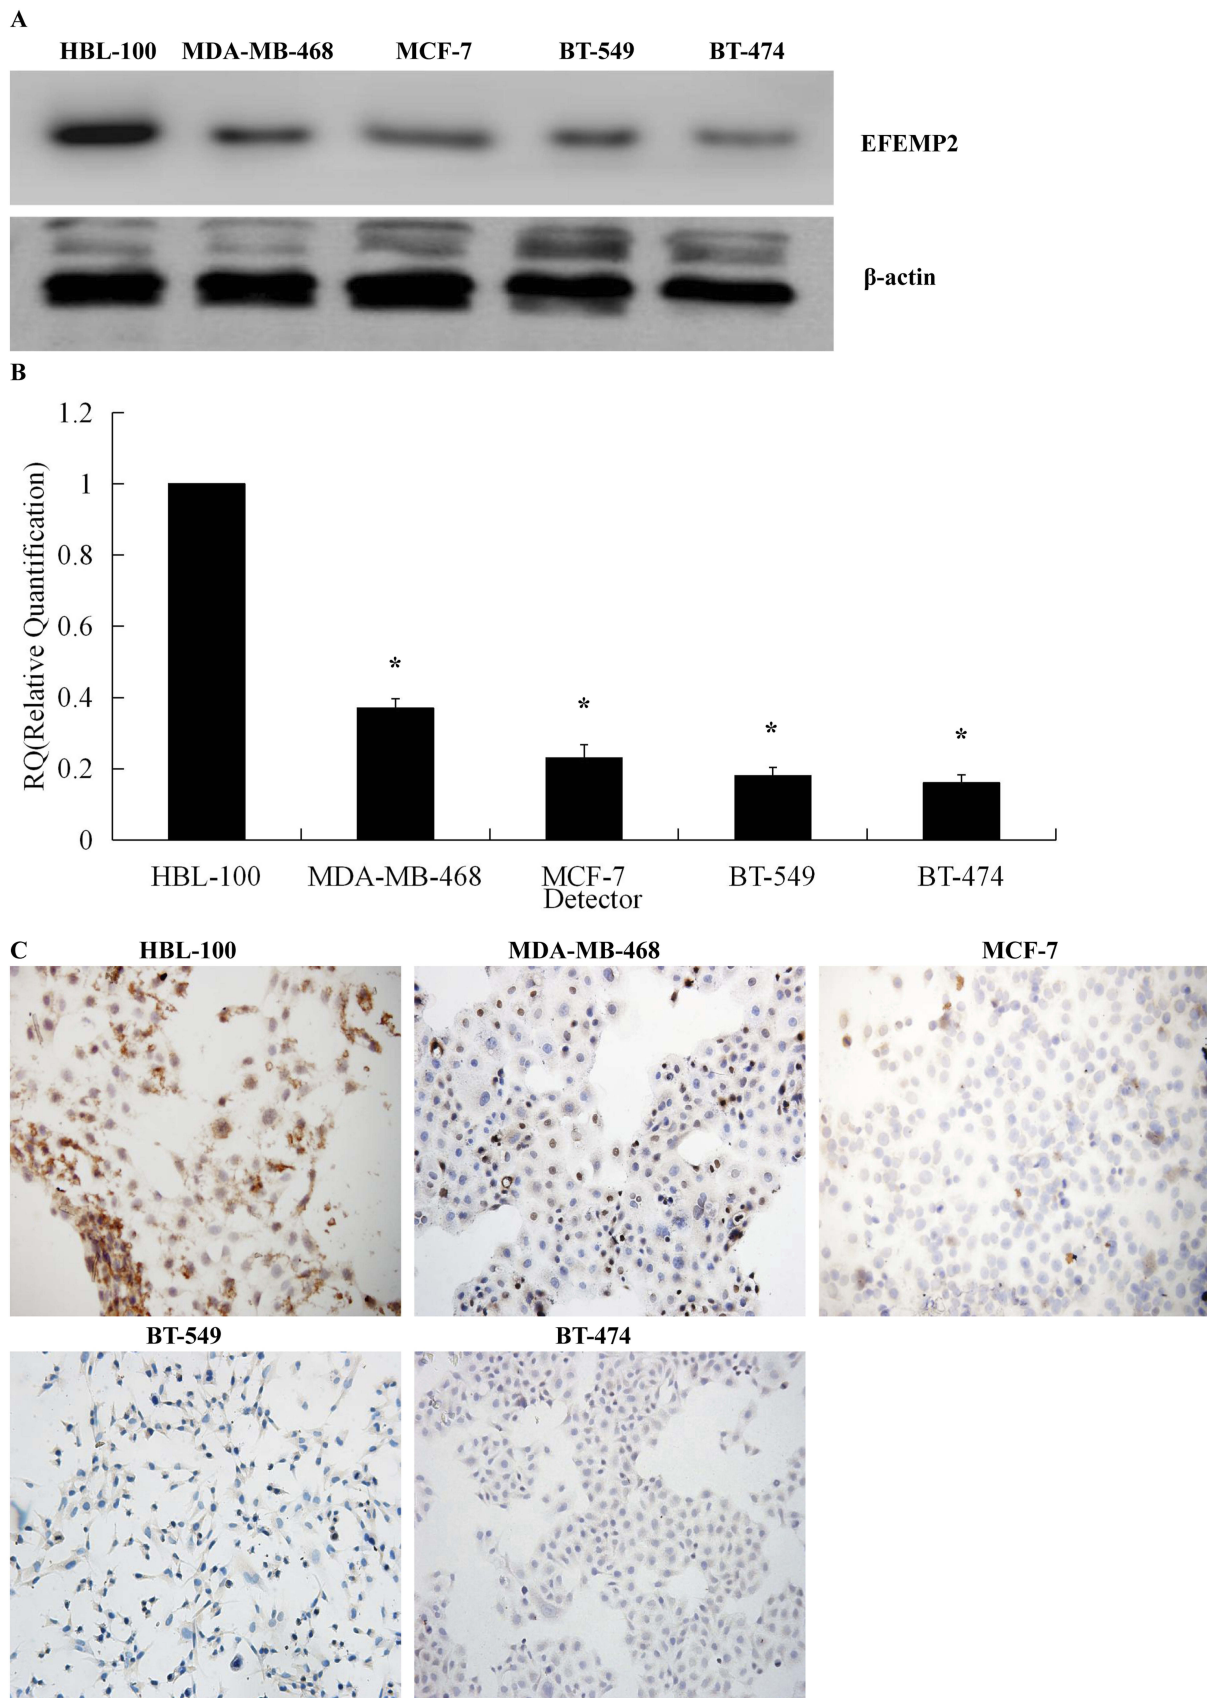 A
HBL-100 MDA-MB-468 MCF-7 BT-549 BT-474
EFEMP2
β-actin
B
1.2
1
0.8
0.6
0.4
0.2
0
RQ(Relative Quantification)
*
*
*
*
HBL-100 MDA-MB-468 MCF-7 BT-549 BT-474
Detector
C
HBL-100 MDA-MB-468 MCF-7
BT-549 BT-474